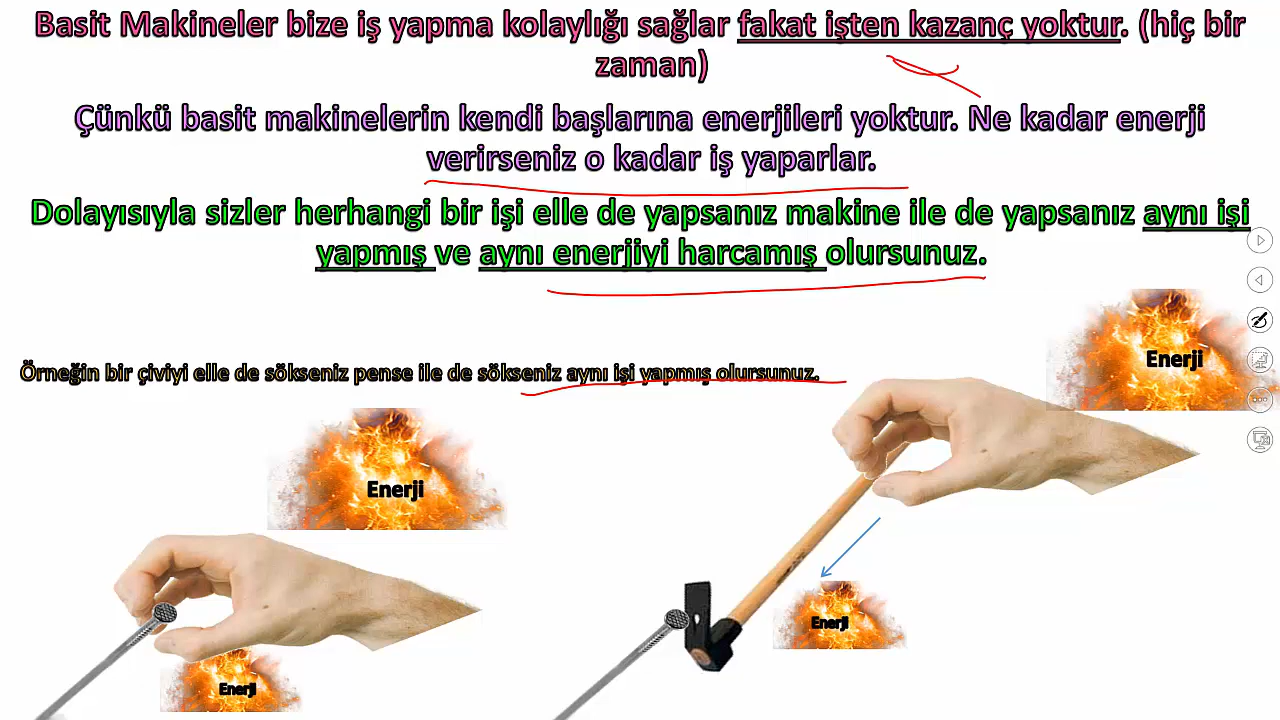 Basit Makineler bize iş yapma kolaylığı sağlar fakat işten kazanç yoktur. (hiç bir
zaman)
Çünkü basit makinelerin kendi başlarına enerjileri yoktur. Ne kadar enerji
verirseniz o kadar iş yaparlar.
Dolayısıyla sizler herhangi bir işi elle de yapsanız makine ile de yapsanız aynı işi
yapmış ve aynı enerjiyi harcamış olursunuz.
Enerji
Örneğin bir çiviyi elle de sökseniz pense ile de sökseniz aynı işi yapmış olursunuz.
Enerji
Enerji
Enerji